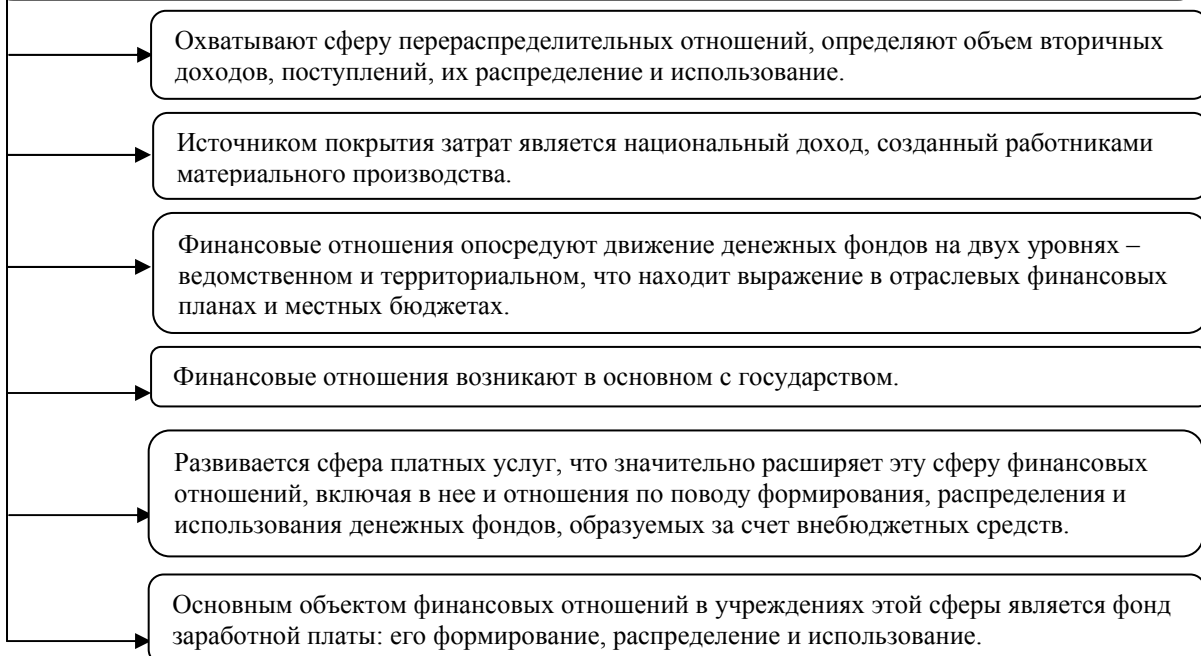 Охватывают сферу перераспределительных отношений, определяют объем вторичных
доходов, поступлений, их распределение и использование.
Источником покрытия затрат является национальный доход, созданный работниками
материального производства.
Финансовые отношения опосредуют движение денежных фондов на двух уровнях –
ведомственном и территориальном, что находит выражение в отраслевых финансовых
планах и местных бюджетах.
Финансовые отношения возникают в основном с государством.
Развивается сфера платных услуг, что значительно расширяет эту сферу финансовых
отношений, включая в нее и отношения по поводу формирования, распределения и
использования денежных фондов, образуемых за счет внебюджетных средств.
Основным объектом финансовых отношений в учреждениях этой сферы является фонд
заработной платы: его формирование, распределение и использование.